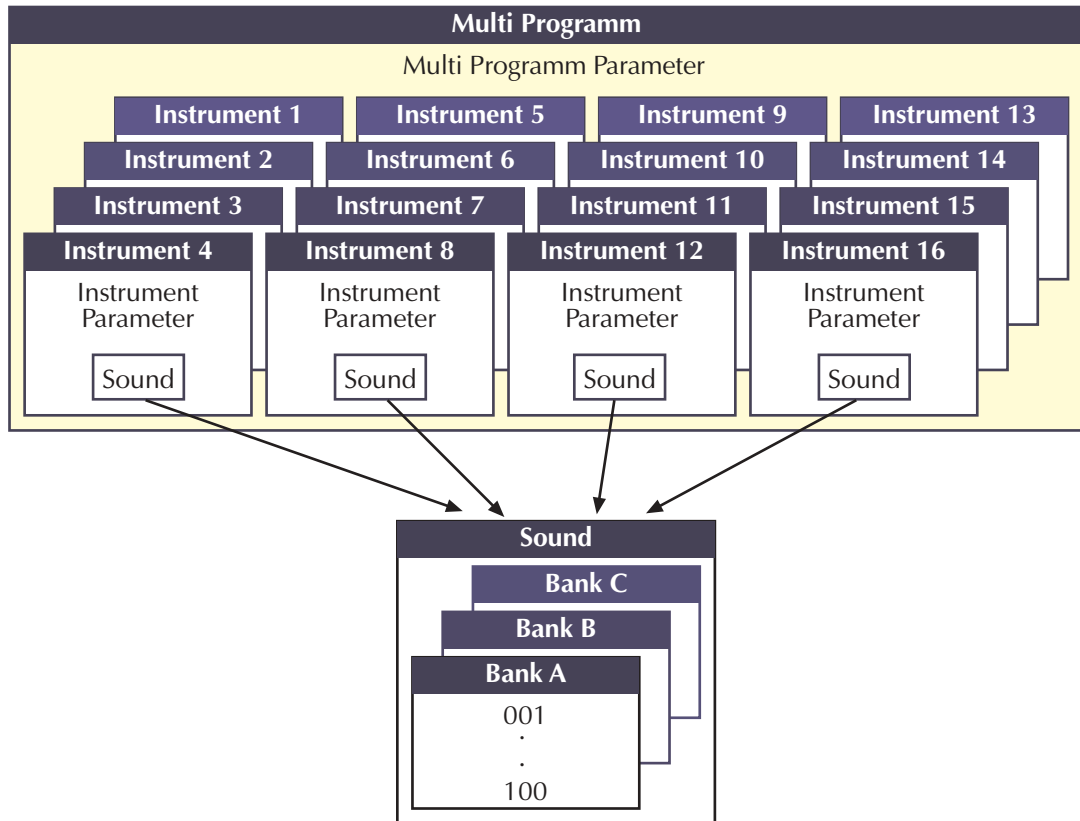 Multi Programm
Multi Programm Parameter
Instrument 1
Instrument 5
Instrument 9
Instrument 13
Instrument 2
Instrument 6
Instrument 10
Instrument 14
Instrument 3
Instrument 7
Instrument 11
Instrument 15
Instrument 4
Instrument 8
Instrument 12
Instrument 16
Instrument
Parameter
Instrument
Parameter
Instrument
Parameter
Instrument
Parameter
Sound
Sound
Sound
Sound
Sound
Bank C
Bank B
Bank A
001
.
.
100